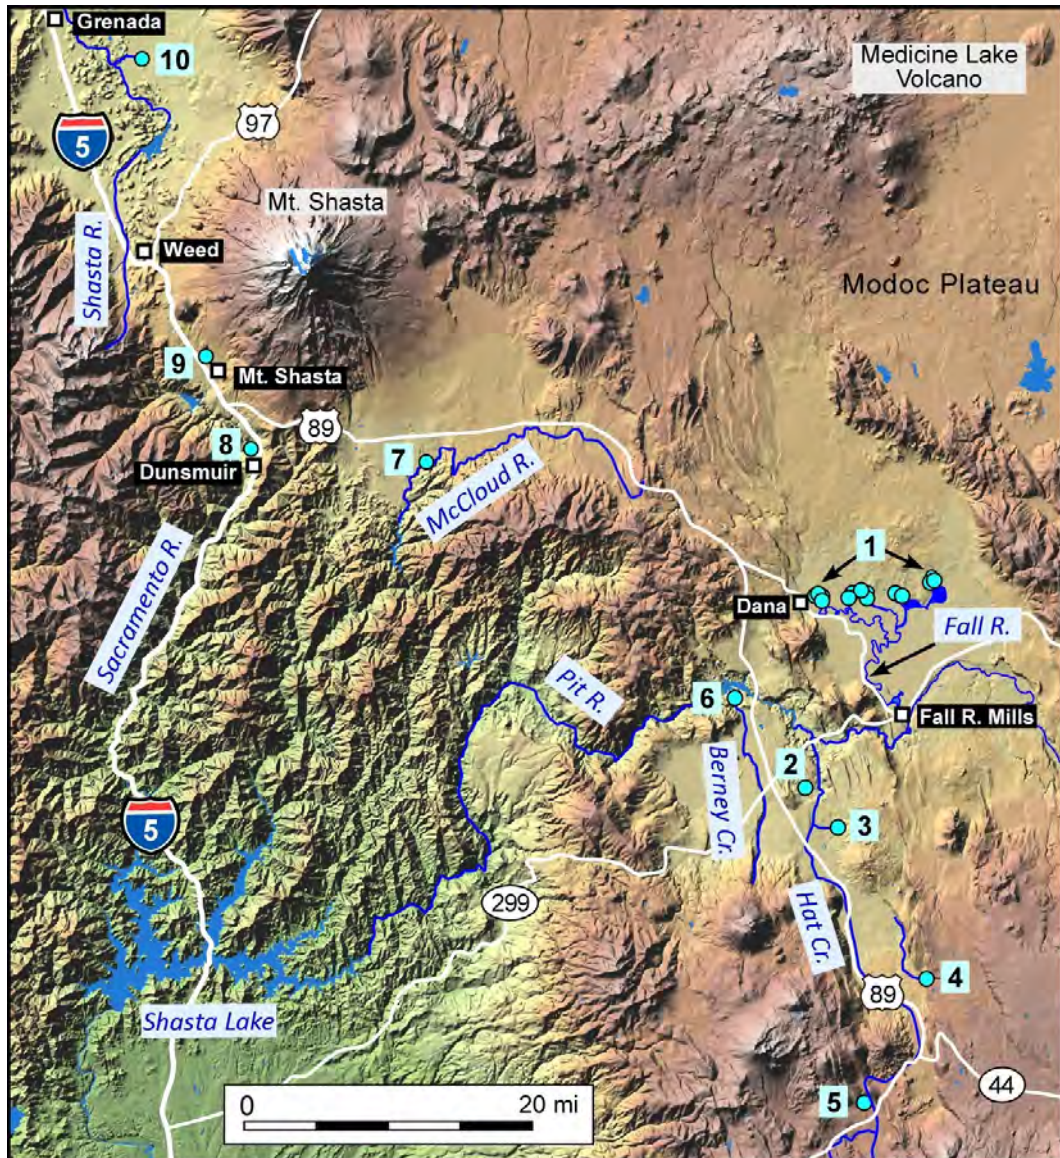 Grenada
10
Medicine Lake
Volcano
97
5
Mt. Shasta
Shasta R.
Weed
Modoc Plateau
9
Mt. Shasta
89
8
Dunsmuir
7
McCloud R.
1
Sacramento R.
Dana
Fall R.
Pit R.
6
Fall R. Mills
Berney Cr.
2
3
5
299
Hat Cr.
4
89
Shasta Lake
44
5
0
20 mi